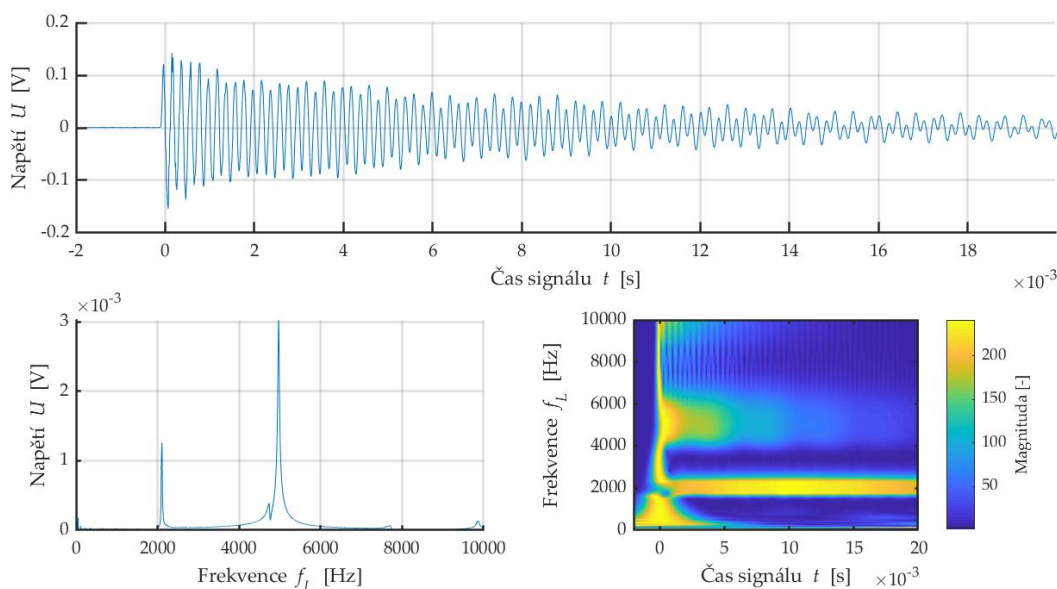 0.2
0.1
0
-0.1
-0.2
Napětí U [V]
-2 0 2 4 6 8 10 12 14 16 18
Čas signálu t [s]
×10⁻³
×10⁻³
3
2
1
0
Napětí U [V]
0 2000 4000 6000 8000 10000
Frekvence f_L [Hz]
10000
8000
6000
4000
2000
0
Frekvence f_L [Hz]
0 5 10 15 20
Čas signálu t [s]
×10⁻³
200
150
100
50
Magnituda [-]